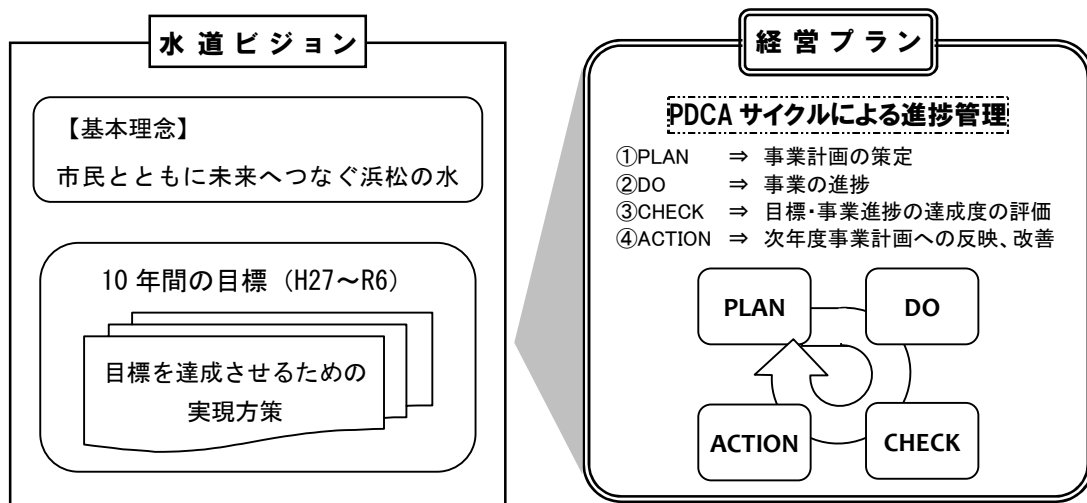 水道ビジョン
【基本理念】
市民とともに未来へつなぐ浜松の水
10年間の目標（H27～R6）
目標を達成させるための
実現方策
経営プラン
PDCAサイクルによる進捗管理
①PLAN ⇒ 事業計画の策定
②DO ⇒ 事業の進捗
③CHECK ⇒ 目標・事業進捗の達成度の評価
④ACTION ⇒ 次年度事業計画への反映、改善
PLAN
DO
ACTION
CHECK